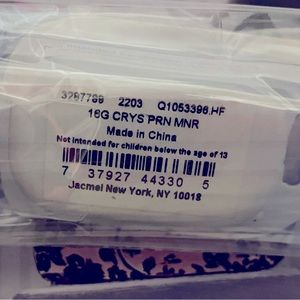 3287799 2203 Q1053396.HF
16G CRYS PRN MNR
Made in China
Not intended for children below the age of 13
7 37927 44330 5
Jacmel New York, NY 10018